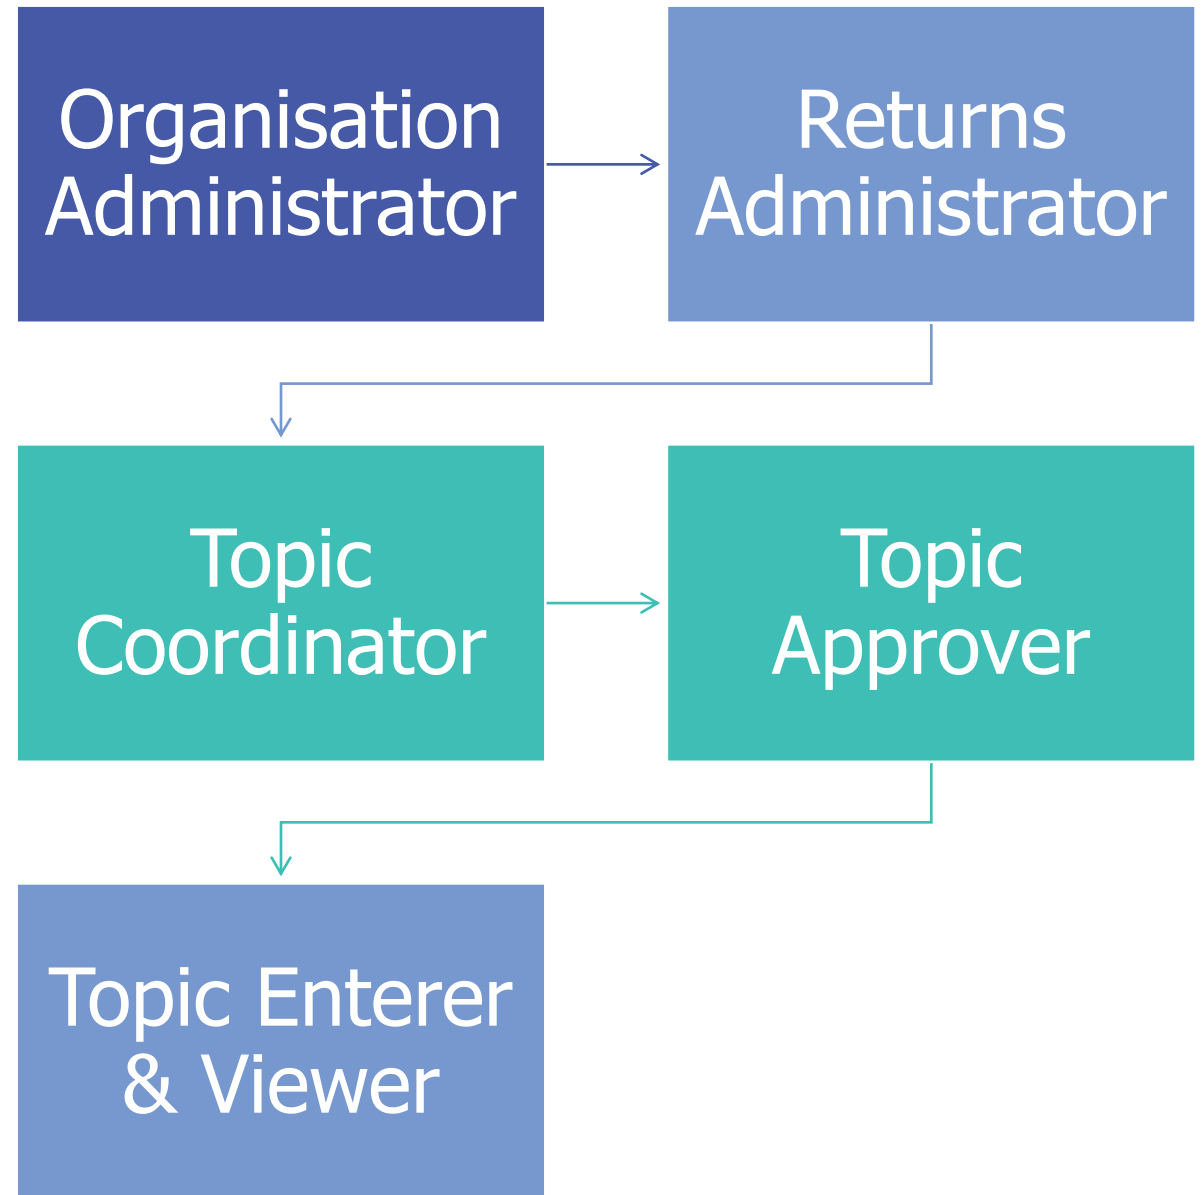 Organisation
Administrator
Returns
Administrator
Topic
Coordinator
Topic
Approver
Topic Enterer
& Viewer